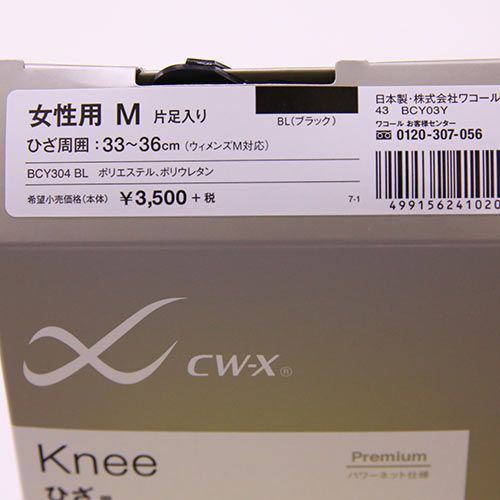 女性用 M 片足入り
BL(ブラック)
ひざ周囲:33~36cm (ウィメンズM対応)
BCY304 BL ポリエステル、ポリウレタン
希望小売価格(本体) ¥3,500 +税
7-1
日本製・株式会社ワコール
43 BCY03Y
ワコール お客様センター
0120-307-056
499156241020
CW-X®
Knee
ひざ
Premium
パワーネット仕様